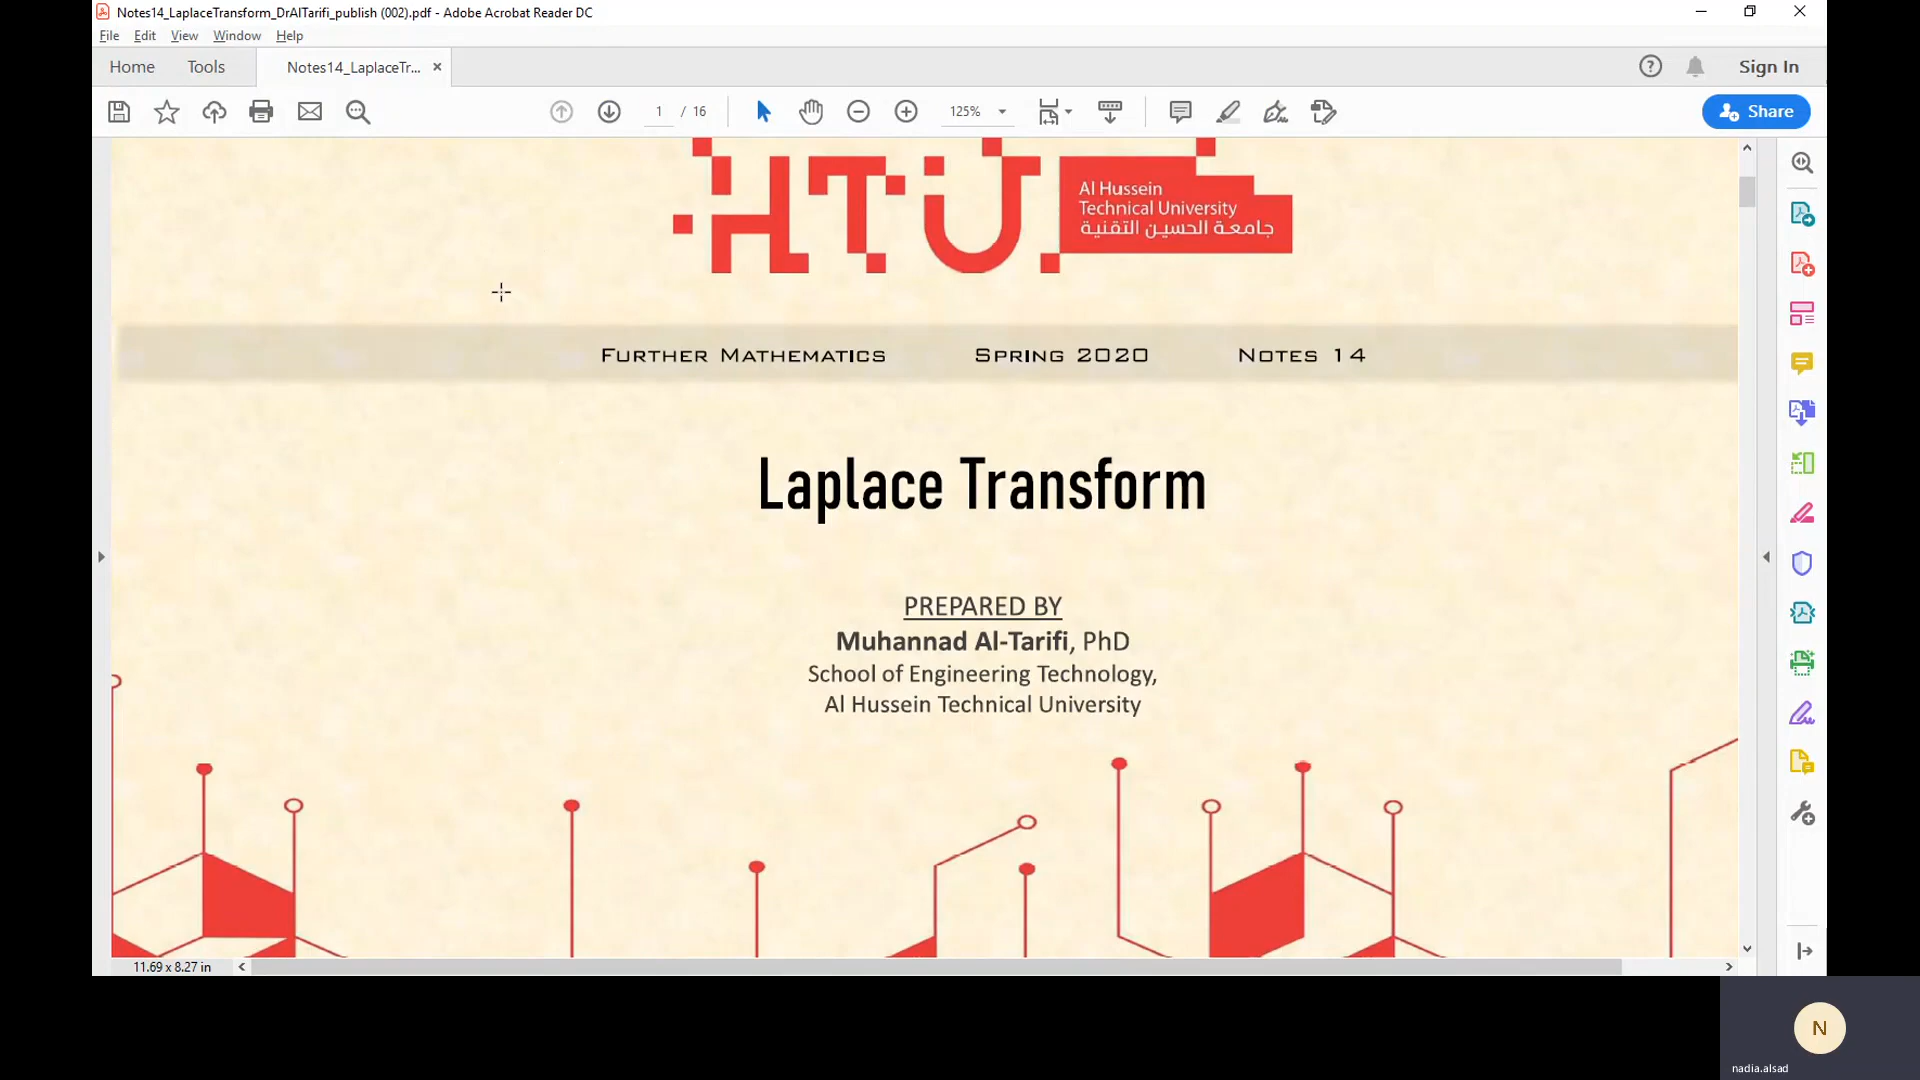 Notes14_LaplaceTransform_DrAlTarifi_publish (002).pdf - Adobe Acrobat Reader DC
File Edit View Window Help
Home Tools Notes14_LaplaceTr... Sign In
1 / 16 125% Share
HTU
Al Hussein
Technical University
جامعة الحسين التقنية
FURTHER MATHEMATICS SPRING 2020 NOTES 14
Laplace Transform
PREPARED BY
Muhannad Al-Tarifi, PhD
School of Engineering Technology,
Al Hussein Technical University
11.69 x 8.27 in
N
nadia.alsad